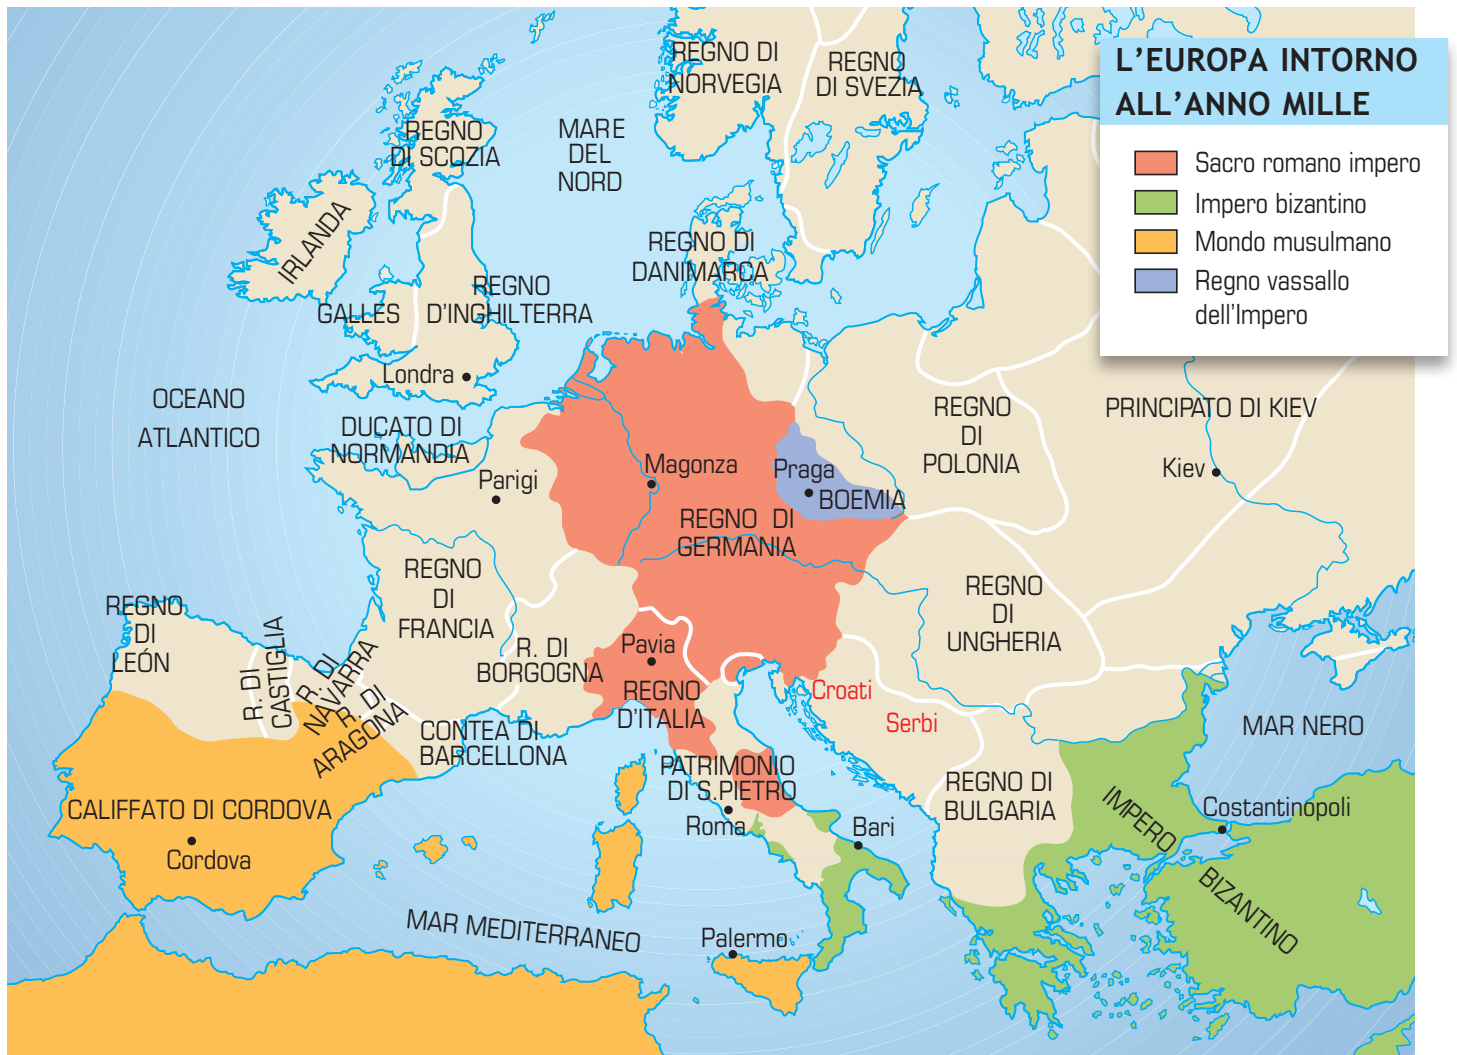 L'EUROPA INTORNO
ALL'ANNO MILLE
Sacro romano impero
Impero bizantino
Mondo musulmano
Regno vassallo
dell'Impero
REGNO DI
NORVEGIA
REGNO
DI SVEZIA
REGNO
DI SCOZIA
MARE
DEL
NORD
IRLANDA
REGNO DI
DANIMARCA
GALLES
REGNO
D'INGHILTERRA
Londra
OCEANO
ATLANTICO
DUCATO DI
NORMANDIA
Parigi
Magonza
Praga
BOEMIA
REGNO DI
GERMANIA
REGNO
DI
POLONIA
PRINCIPATO DI KIEV
Kiev
REGNO
DI
FRANCIA
REGNO
DI
UNGHERIA
REGNO
DI
LEÓN
R. DI
CASTIGLIA
R. DI
NAVARRA
R. DI
ARAGONA
R. DI
BORGOGNA
Pavia
REGNO
D'ITALIA
Croati
Serbi
CONTEA DI
BARCELLONA
MAR NERO
PATRIMONIO
DI S.PIETRO
Roma
REGNO DI
BULGARIA
CALIFFATO DI CORDOVA
Cordova
Bari
IMPERO
BIZANTINO
Costantinopoli
MAR MEDITERRANEO
Palermo